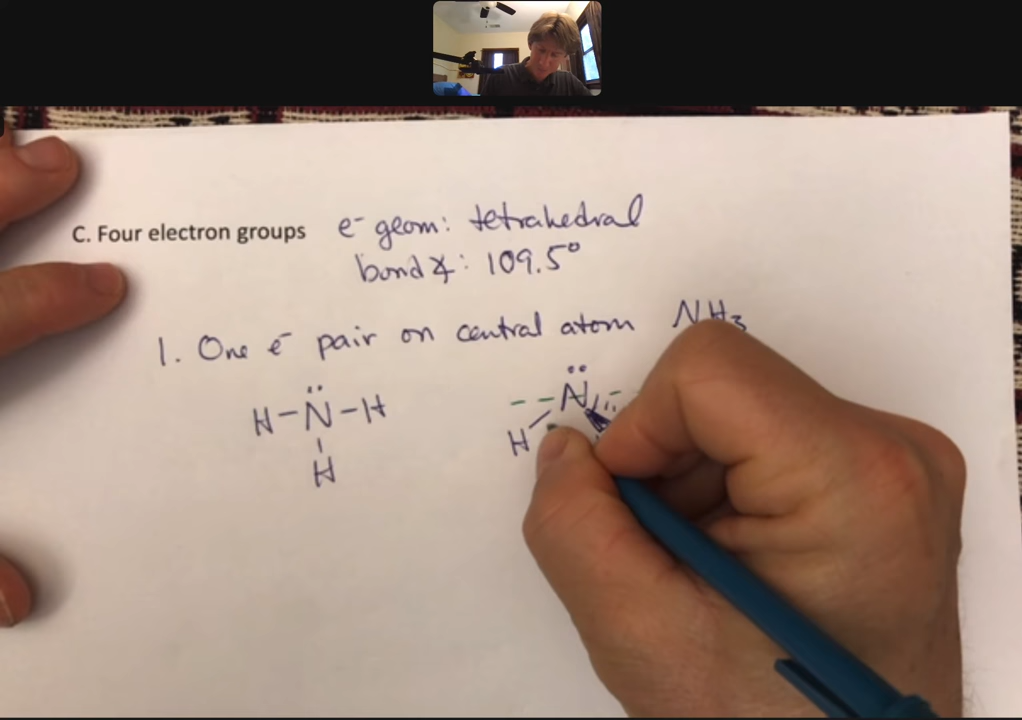 C. Four electron groups e⁻ geom: tetrahedral
bond ∡: 109.5°
1. One e⁻ pair on central atom NH₃
H-N̈-H
N̈
H
H